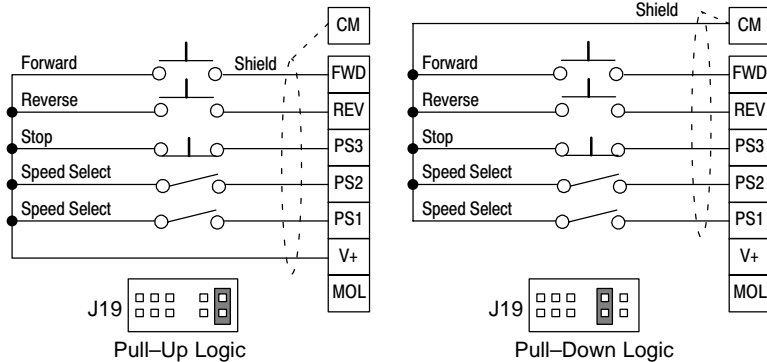 CM
Forward
Shield
FWD
Reverse
REV
Stop
PS3
Speed Select
PS2
Speed Select
PS1
V+
MOL
J19
Pull–Up Logic
Shield
CM
Forward
FWD
Reverse
REV
Stop
PS3
Speed Select
PS2
Speed Select
PS1
V+
MOL
J19
Pull–Down Logic